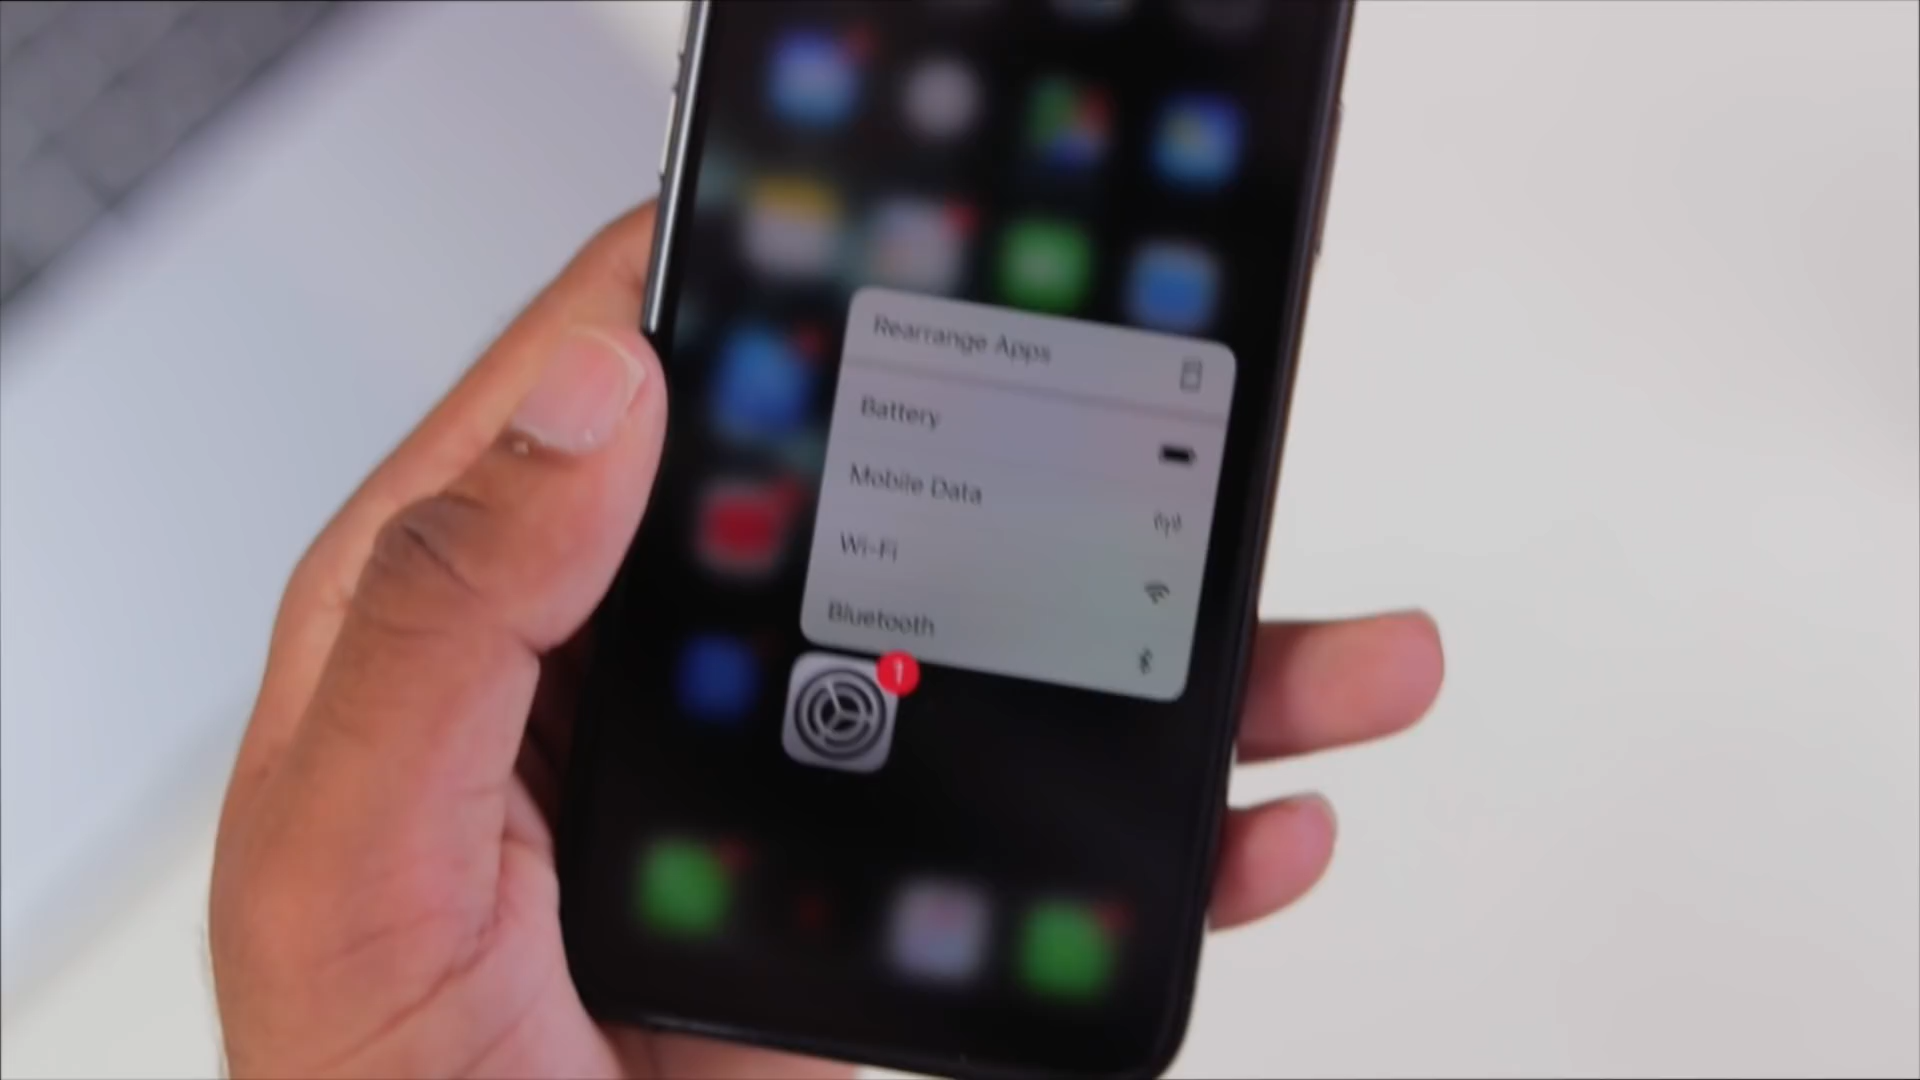 Rearrange Apps
Battery
Mobile Data
Wi-Fi
Bluetooth
1